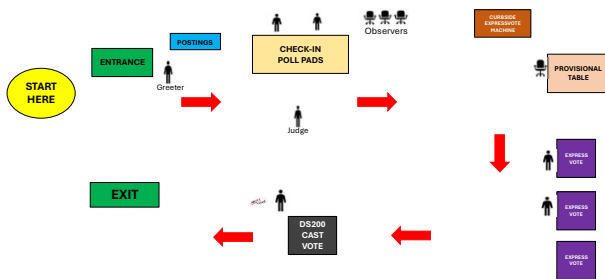 START
HERE
ENTRANCE
POSTINGS
Greeter
CHECK-IN
POLL PADS
Judge
Observers
CURBSIDE
EXPRESSVOTE
MACHINE
PROVISIONAL
TABLE
EXPRESS
VOTE
EXPRESS
VOTE
EXPRESS
VOTE
DS200
CAST
VOTE
EXIT